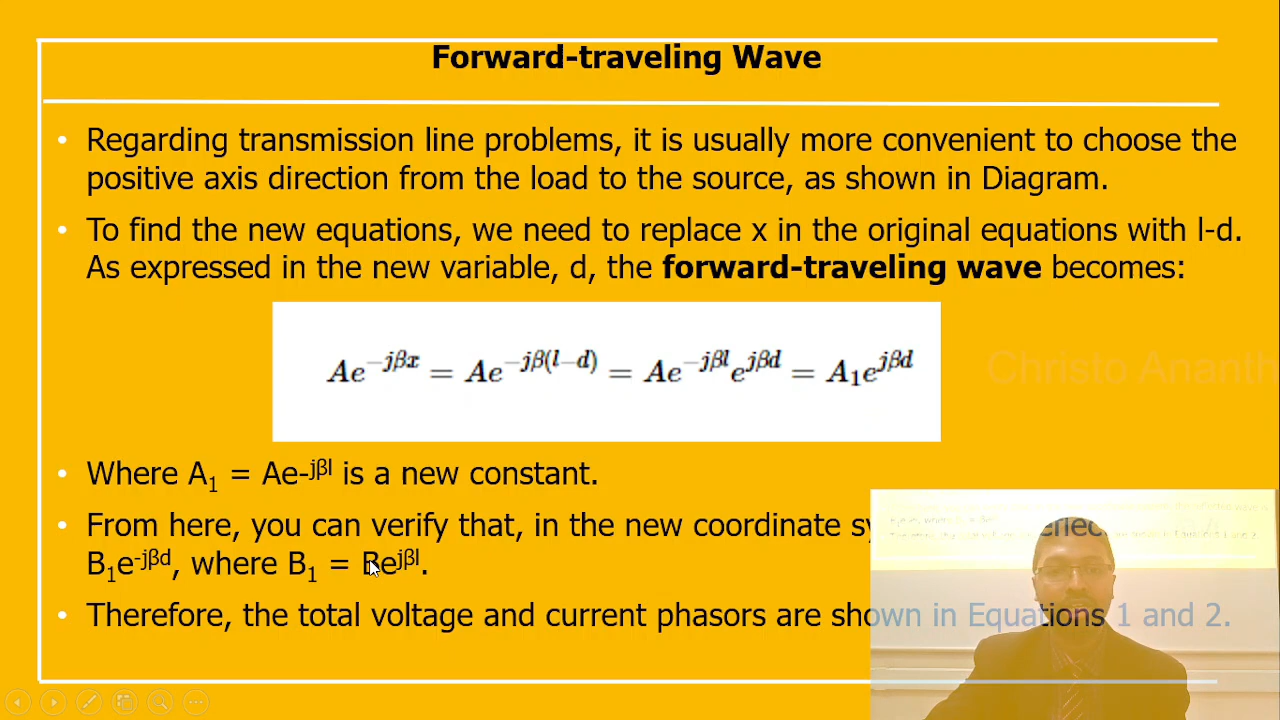 Forward-traveling Wave
• Regarding transmission line problems, it is usually more convenient to choose the
positive axis direction from the load to the source, as shown in Diagram.
• To find the new equations, we need to replace x in the original equations with l-d.
As expressed in the new variable, d, the forward-traveling wave becomes:
Ae^{-jβx} = Ae^{-jβ(l-d)} = Ae^{-jβl}e^{jβd} = A₁e^{jβd}
Christo Ananth
• Where A₁ = Ae-^{jβl} is a new constant.
• From here, you can verify that, in the new coordinate
B₁e^{-jβd}, where B₁ = Be^{jβl}.
• Therefore, the total voltage and current phasors are shown in Equations 1 and 2.